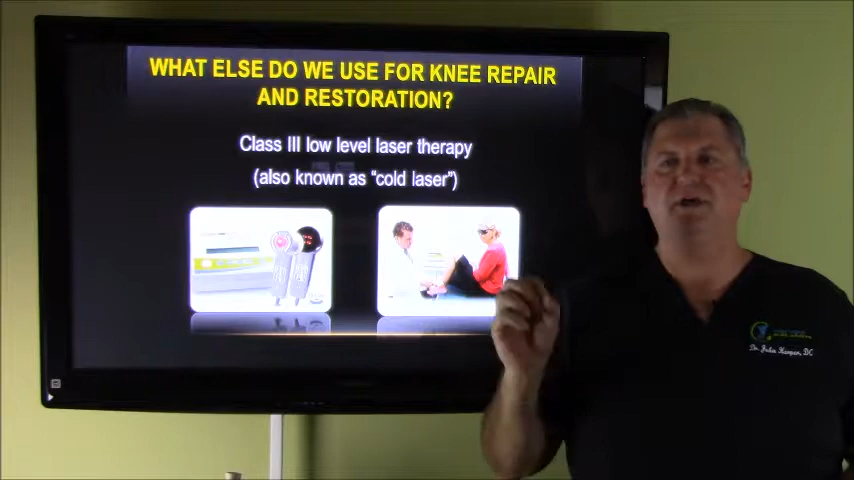 WHAT ELSE DO WE USE FOR KNEE REPAIR
AND RESTORATION?
Class III low level laser therapy
(also known as “cold laser”)
DC